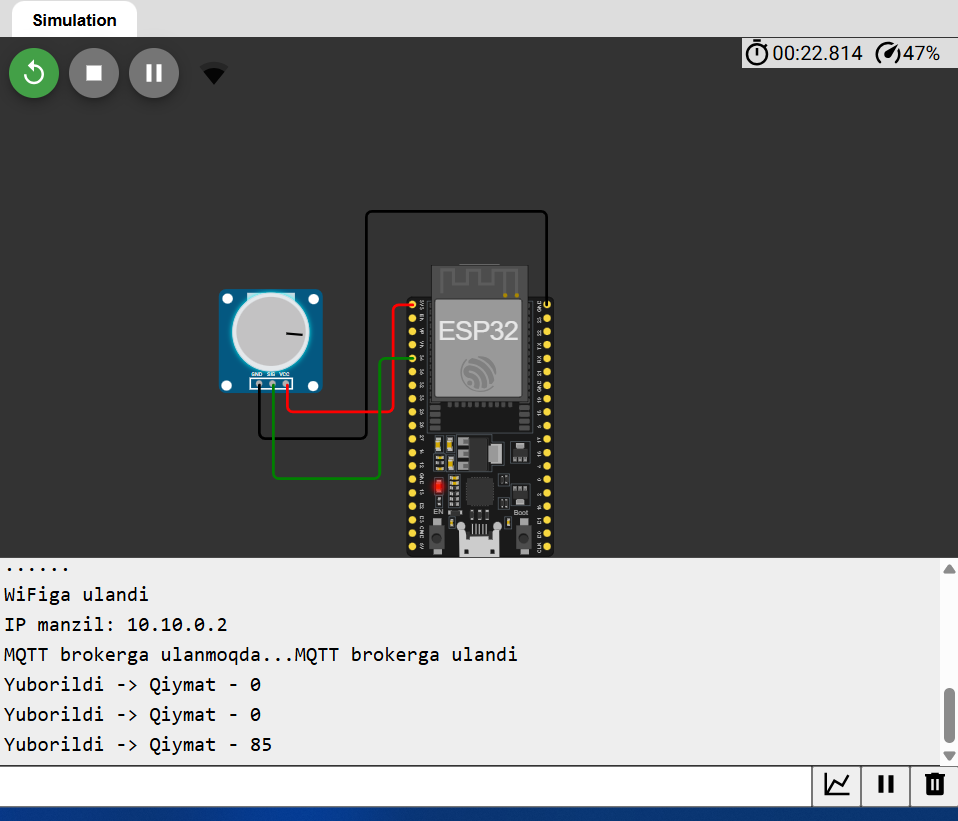 Simulation
00:22.814 47%
ESP32
GND SIG VCC
EN Boot
......
WiFiga ulandi
IP manzil: 10.10.0.2
MQTT brokerga ulanmoqda...MQTT brokerga ulandi
Yuborildi -> Qiymat - 0
Yuborildi -> Qiymat - 0
Yuborildi -> Qiymat - 85